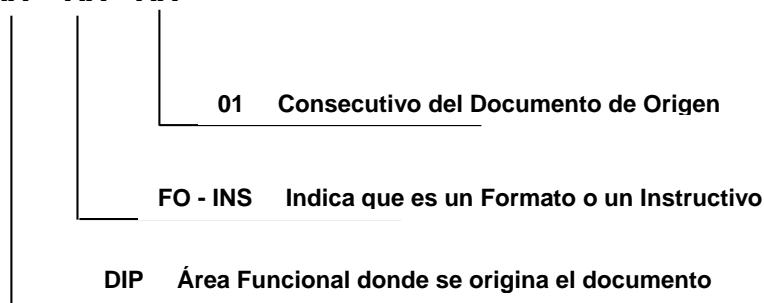 01 Consecutivo del Documento de Origen
FO - INS Indica que es un Formato o un Instructivo
DIP Área Funcional donde se origina el documento